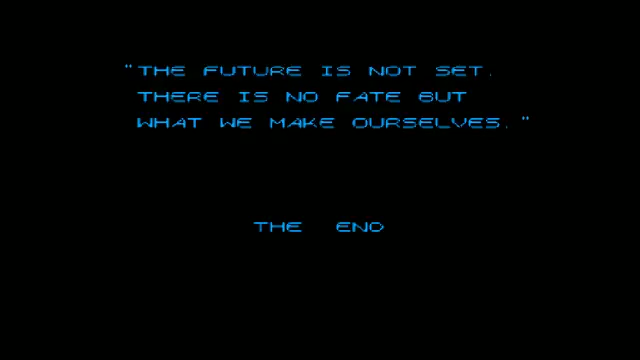 "THE FUTURE IS NOT SET.
THERE IS NO FATE BUT
WHAT WE MAKE OURSELVES."
THE END